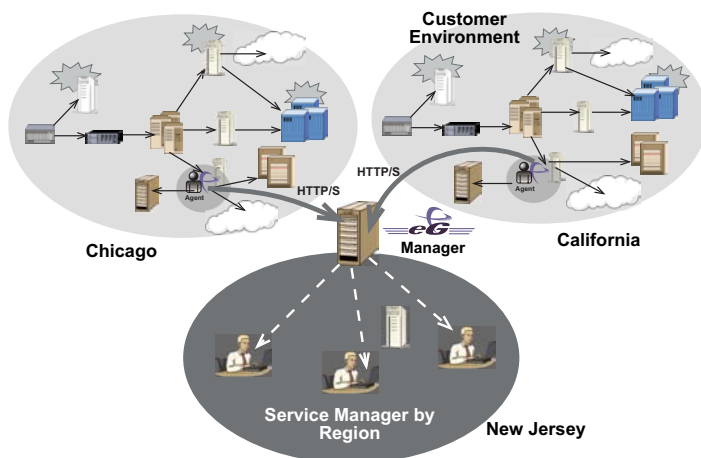 Customer
Environment
HTTP/S
HTTP/S
Agent
Agent
Chicago
eG
Manager
California
Service Manager by
Region
New Jersey